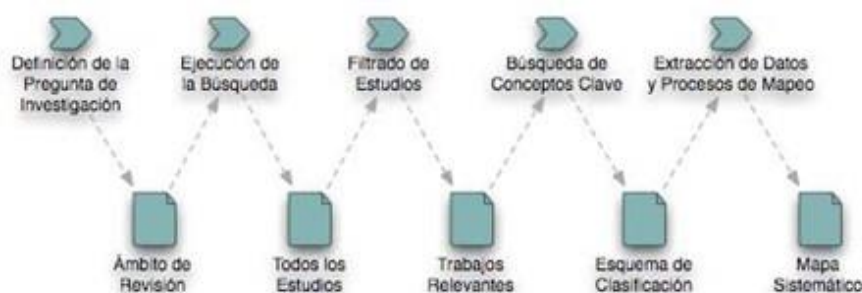 Definición de la
Pregunta de
Investigación
Ejecución de
la Búsqueda
Filtrado de
Estudios
Búsqueda de
Conceptos Clave
Extracción de Datos
y Procesos de Mapeo
Ámbito de
Revisión
Todos los
Estudios
Trabajos
Relevantes
Esquema de
Clasificación
Mapa
Sistemático